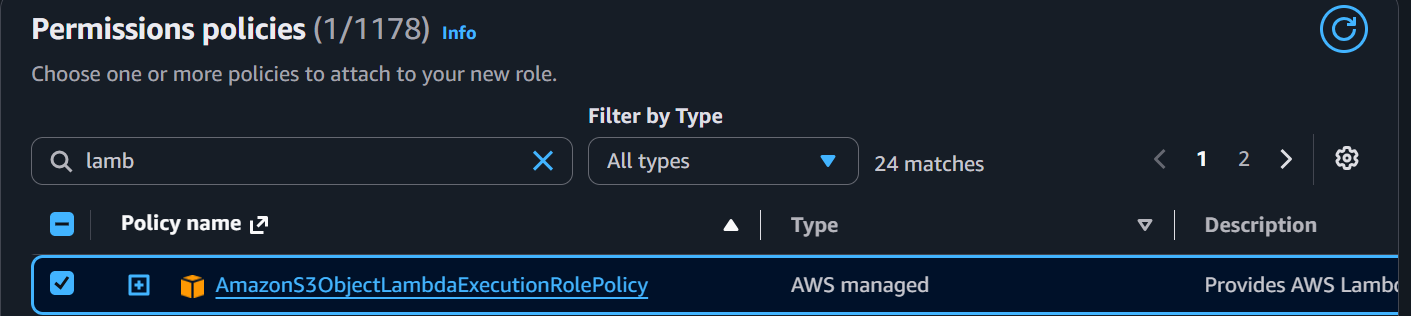 Permissions policies (1/1178) Info
Choose one or more policies to attach to your new role.
Filter by Type
lamb
All types
24 matches
1 2
Policy name
Type
Description
AmazonS3ObjectLambdaExecutionRolePolicy
AWS managed
Provides AWS Lambd